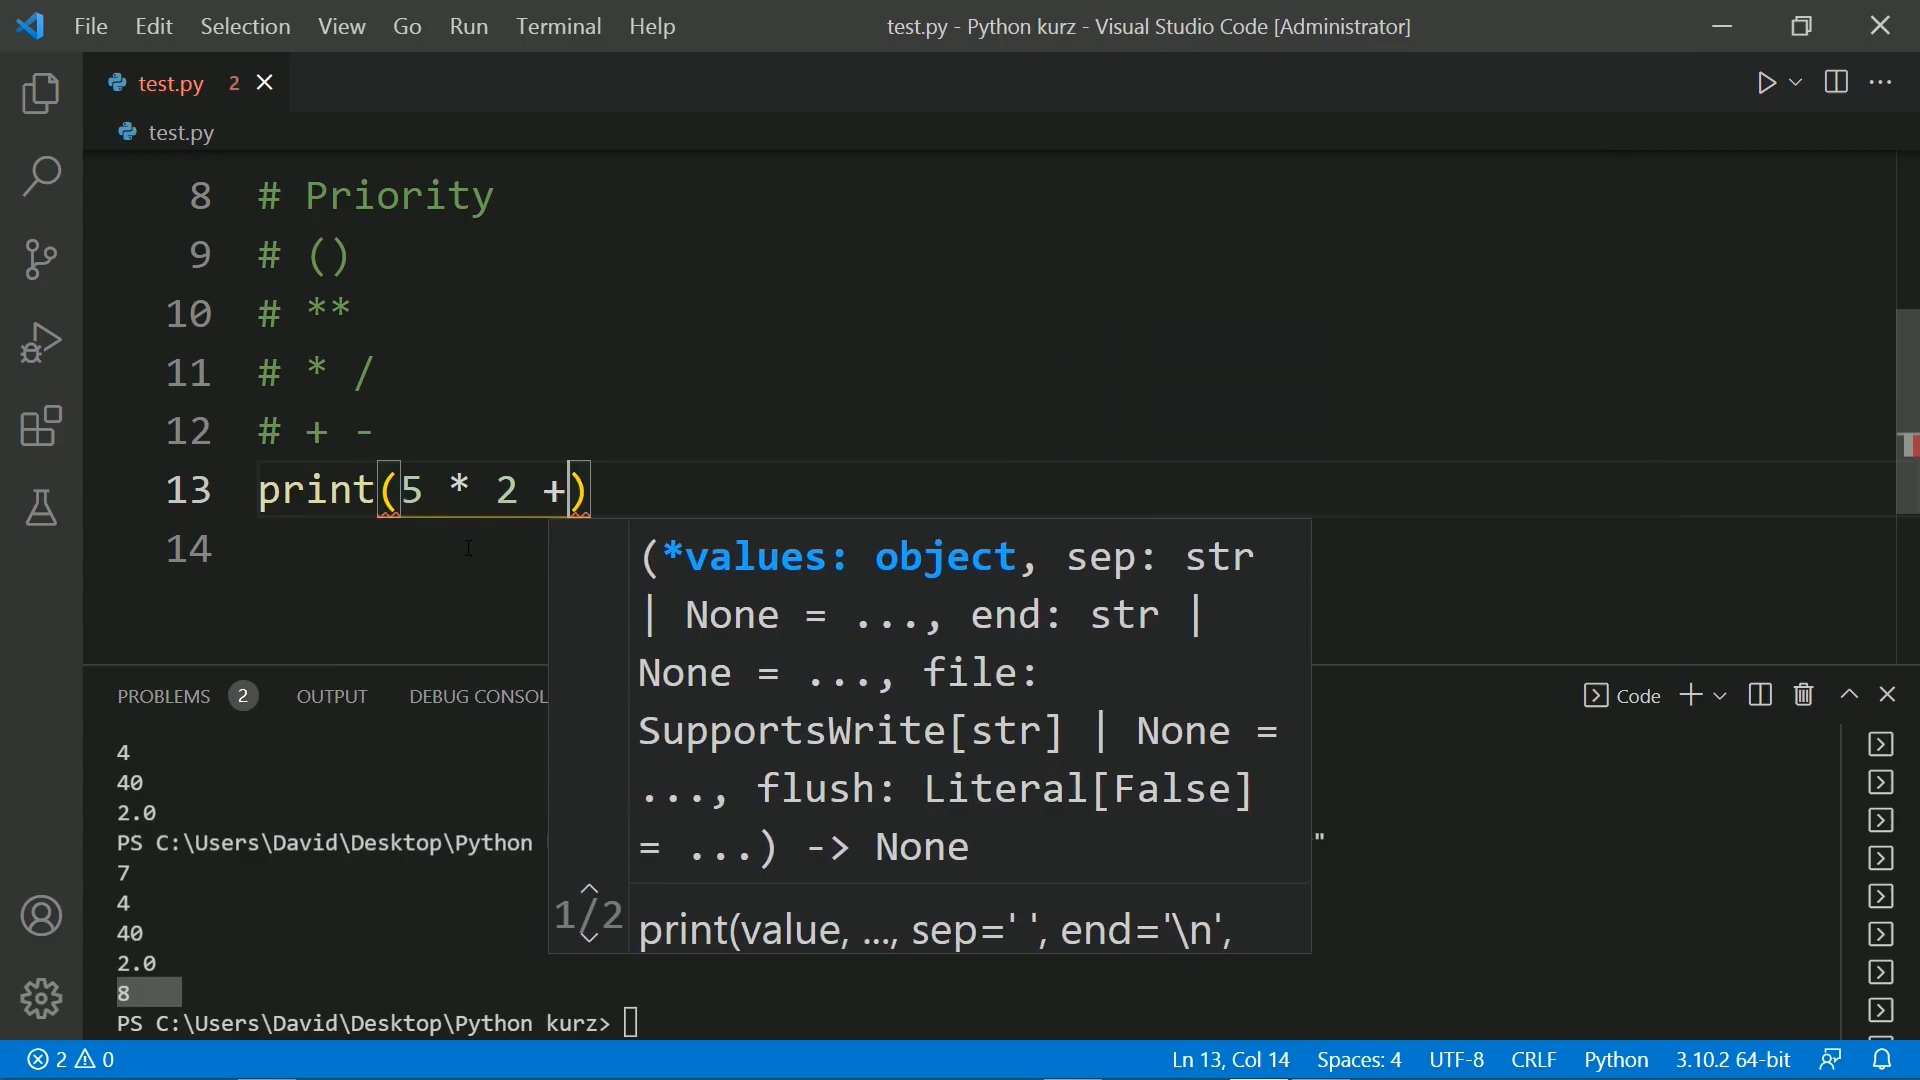 File Edit Selection View Go Run Terminal Help test.py - Python kurz - Visual Studio Code [Administrator]
test.py 2
test.py
8 # Priority
9 # ()
10 # **
11 # * /
12 # + -
13 print(5 * 2 +)
14
(*values: object, sep: str
| None = ..., end: str |
None = ..., file:
SupportsWrite[str] | None =
..., flush: Literal[False]
= ...) -> None
1/2 print(value, ..., sep=' ', end='\n',
PROBLEMS 2 OUTPUT DEBUG CONSOL Code
4
40
2.0
PS C:\Users\David\Desktop\Python "
7
4
40
2.0
8
PS C:\Users\David\Desktop\Python kurz>
2 0 Ln 13, Col 14 Spaces: 4 UTF-8 CRLF Python 3.10.2 64-bit